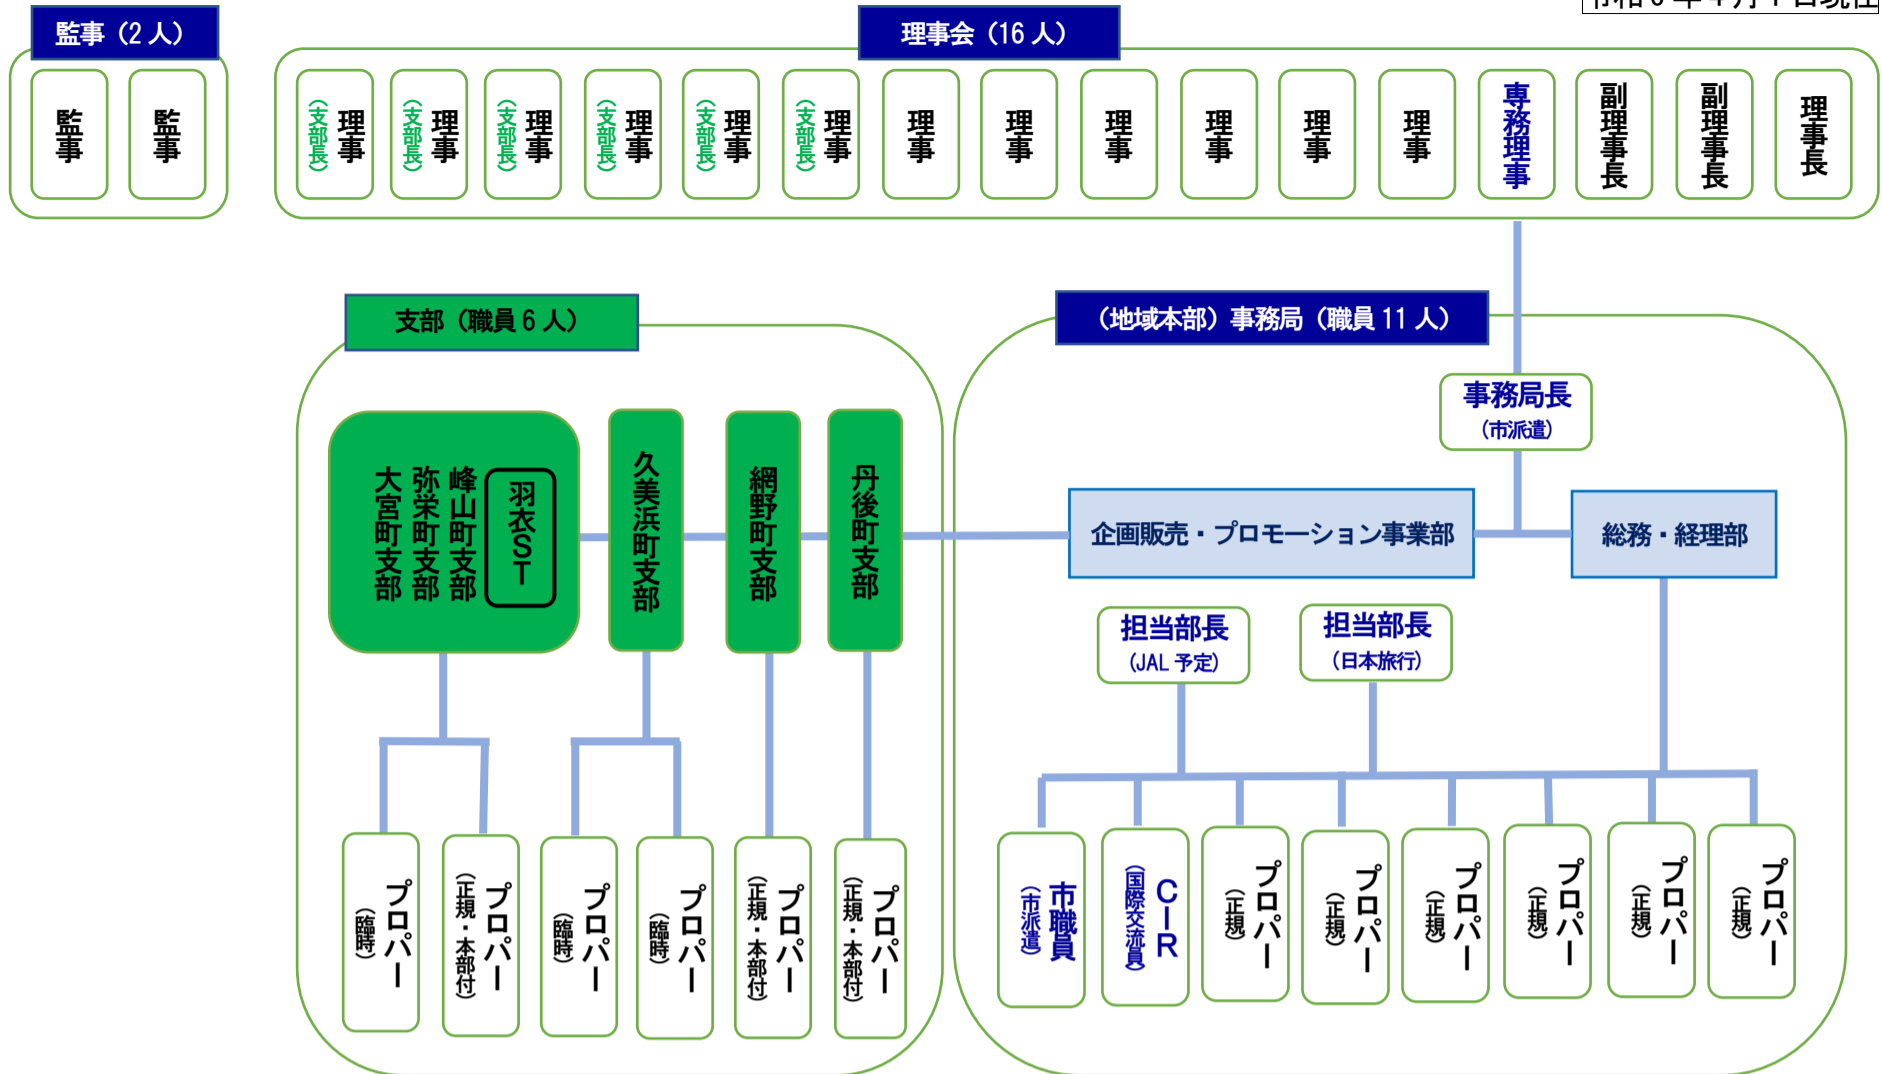 令和6年4月1日現在
監事（2人）
理事会（16人）
監事
監事
理事
（支部長）
理事
（支部長）
理事
（支部長）
理事
（支部長）
理事
（支部長）
理事
（支部長）
理事
理事
理事
理事
理事
理事
専務理事
副理事長
副理事長
理事長
支部（職員6人）
（地域本部）事務局（職員11人）
事務局長
（市派遣）
羽衣ST
峰山町支部
弥栄町支部
大宮町支部
久美浜町支部
網野町支部
丹後町支部
企画販売・プロモーション事業部
総務・経理部
担当部長
（JAL予定）
担当部長
（日本旅行）
プロパー
（臨時）
プロパー
（正規・本部付）
プロパー
（臨時）
プロパー
（臨時）
プロパー
（正規・本部付）
プロパー
（正規・本部付）
市職員
（市派遣）
CIR
（国際交流員）
プロパー
（正規）
プロパー
（正規）
プロパー
（正規）
プロパー
（正規）
プロパー
（正規）
プロパー
（正規）